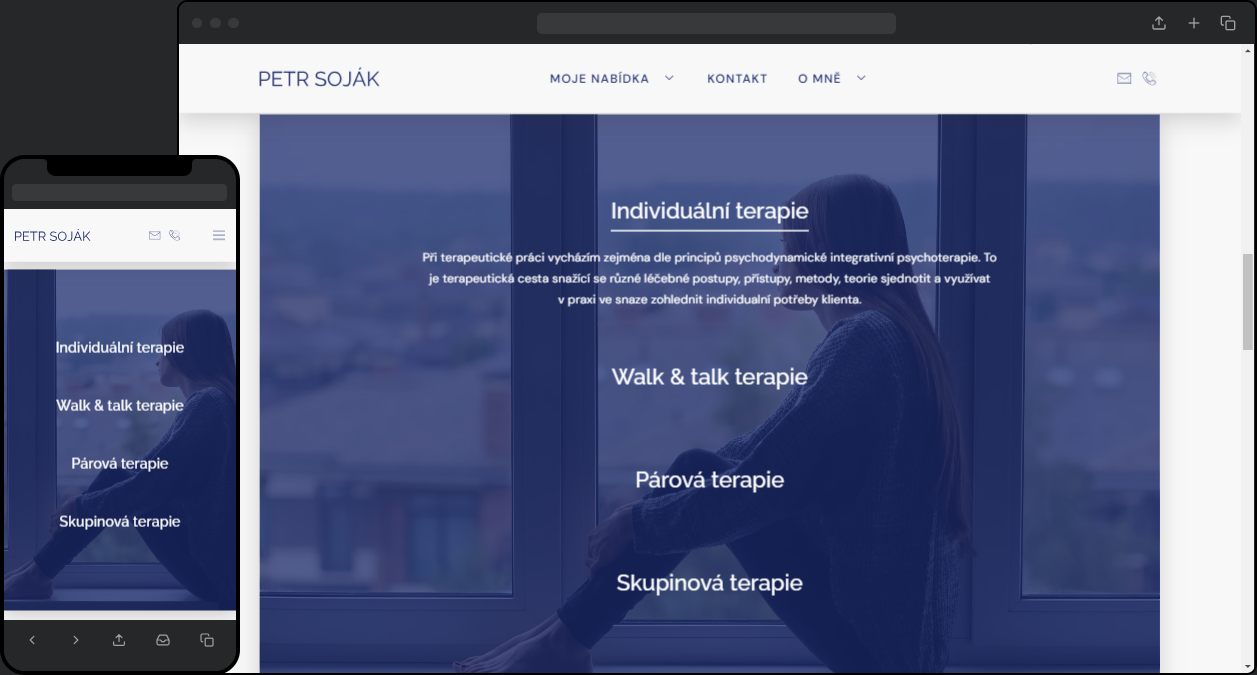 PETR SOJÁK
MOJE NABÍDKA
KONTAKT
O MNĚ
Individuální terapie
Při terapeutické práci vycházím zejména dle principů psychodynamické integrativní psychoterapie. To
je terapeutická cesta snažící se různé léčebné postupy, přístupy, metody, teorie sjednotit a využívat
v praxi ve snaze zohlednit individualní potřeby klienta.
Walk & talk terapie
Párová terapie
Skupinová terapie
PETR SOJÁK
Individuální terapie
Walk & talk terapie
Párová terapie
Skupinová terapie